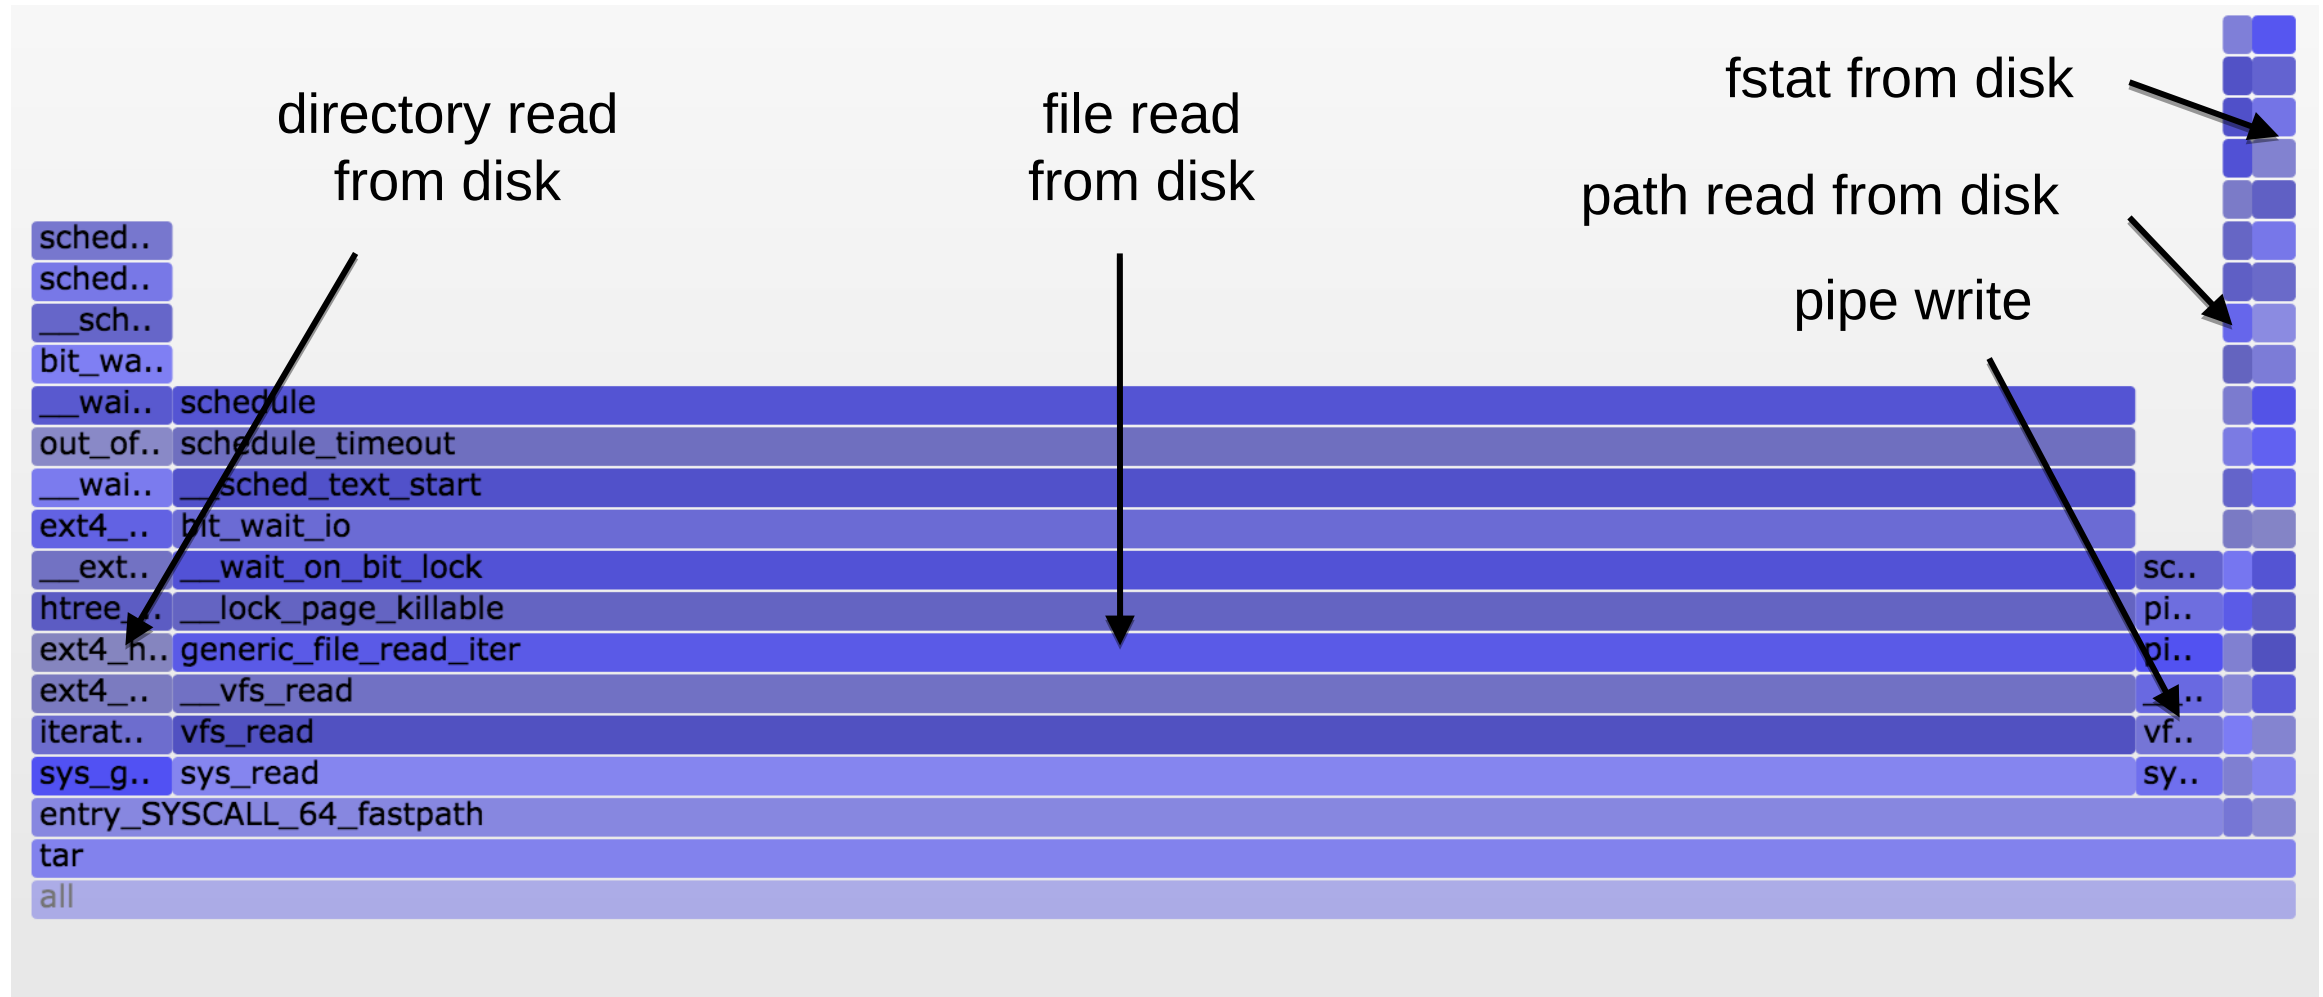 directory read
from disk
file read
from disk
fstat from disk
path read from disk
pipe write
sched..
sched..
__sch..
bit_wa..
__wai.. schedule
out_of.. schedule_timeout
__wai.. __sched_text_start
ext4_.. bit_wait_io
__ext.. __wait_on_bit_lock sc..
htree_.. __lock_page_killable pi..
ext4_h.. generic_file_read_iter pi..
ext4_.. __vfs_read __..
iterat.. vfs_read vf..
sys_g.. sys_read sy..
entry_SYSCALL_64_fastpath
tar
all